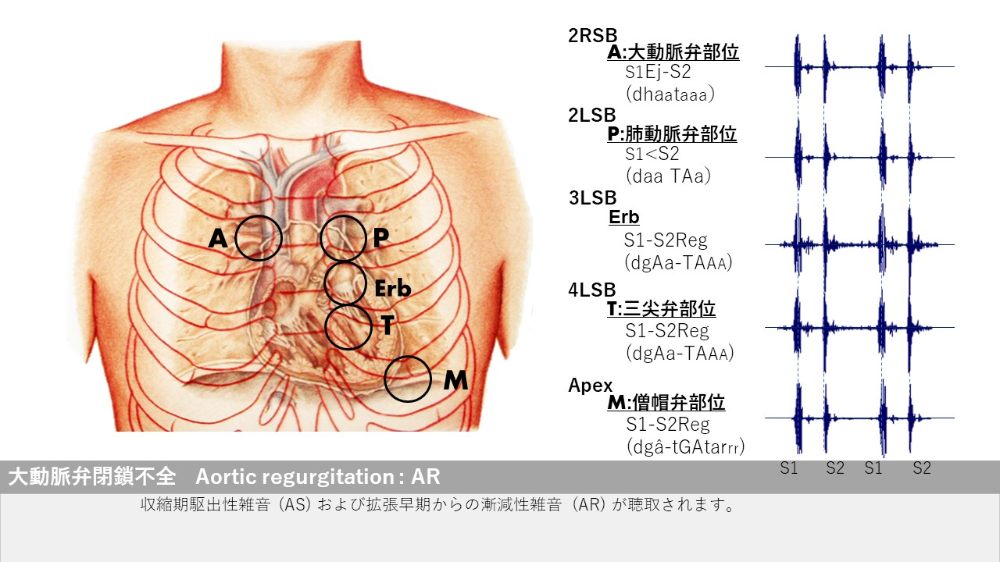 A
P
Erb
T
M
2RSB
A:大動脈弁部位
S1Ej-S2
(dhaataaa)
2LSB
P:肺動脈弁部位
S1<S2
(daa TAa)
3LSB
Erb
S1-S2Reg
(dgAa-TAAA)
4LSB
T:三尖弁部位
S1-S2Reg
(dgAa-TAAA)
Apex
M:僧帽弁部位
S1-S2Reg
(dgâ-tGAtarrr)
S1 S2 S1 S2
大動脈弁閉鎖不全 Aortic regurgitation : AR
収縮期駆出性雑音 (AS) および拡張早期からの漸減性雑音 (AR) が聴取されます。